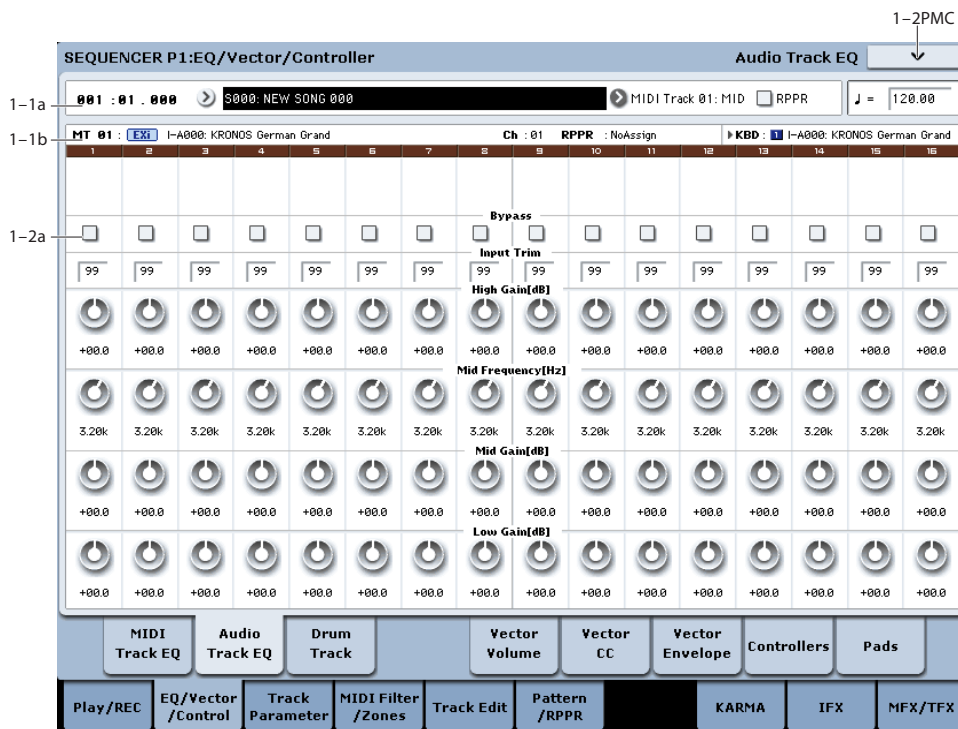 1–2PMC
SEQUENCER P1:EQ/Vector/Controller Audio Track EQ
1–1a
001 :01 . 000 S000: NEW SONG 000 MIDI Track 01: MID RPPR ♩ = 120.00
1–1b
MT 01 : EXi I-A000: KRONOS German Grand Ch : 01 RPPR : NoAssign KBD : 1 I-A000: KRONOS German Grand
1 2 3 4 5 6 7 8 9 10 11 12 13 14 15 16
Bypass
1–2a
Input Trim
99 99 99 99 99 99 99 99 99 99 99 99 99 99 99 99
High Gain[dB]
+00.0 +00.0 +00.0 +00.0 +00.0 +00.0 +00.0 +00.0 +00.0 +00.0 +00.0 +00.0 +00.0 +00.0 +00.0 +00.0
Mid Frequency[Hz]
3.20k 3.20k 3.20k 3.20k 3.20k 3.20k 3.20k 3.20k 3.20k 3.20k 3.20k 3.20k 3.20k 3.20k 3.20k 3.20k
Mid Gain[dB]
+00.0 +00.0 +00.0 +00.0 +00.0 +00.0 +00.0 +00.0 +00.0 +00.0 +00.0 +00.0 +00.0 +00.0 +00.0 +00.0
Low Gain[dB]
+00.0 +00.0 +00.0 +00.0 +00.0 +00.0 +00.0 +00.0 +00.0 +00.0 +00.0 +00.0 +00.0 +00.0 +00.0 +00.0
MIDI Audio Drum Vector Vector Vector
Controllers Pads
Track EQ Track EQ Track Volume CC Envelope
EQ/Vector Track MIDI Filter Pattern
Play/REC Track Edit KARMA IFX MFX/TFX
/Control Parameter /Zones /RPPR